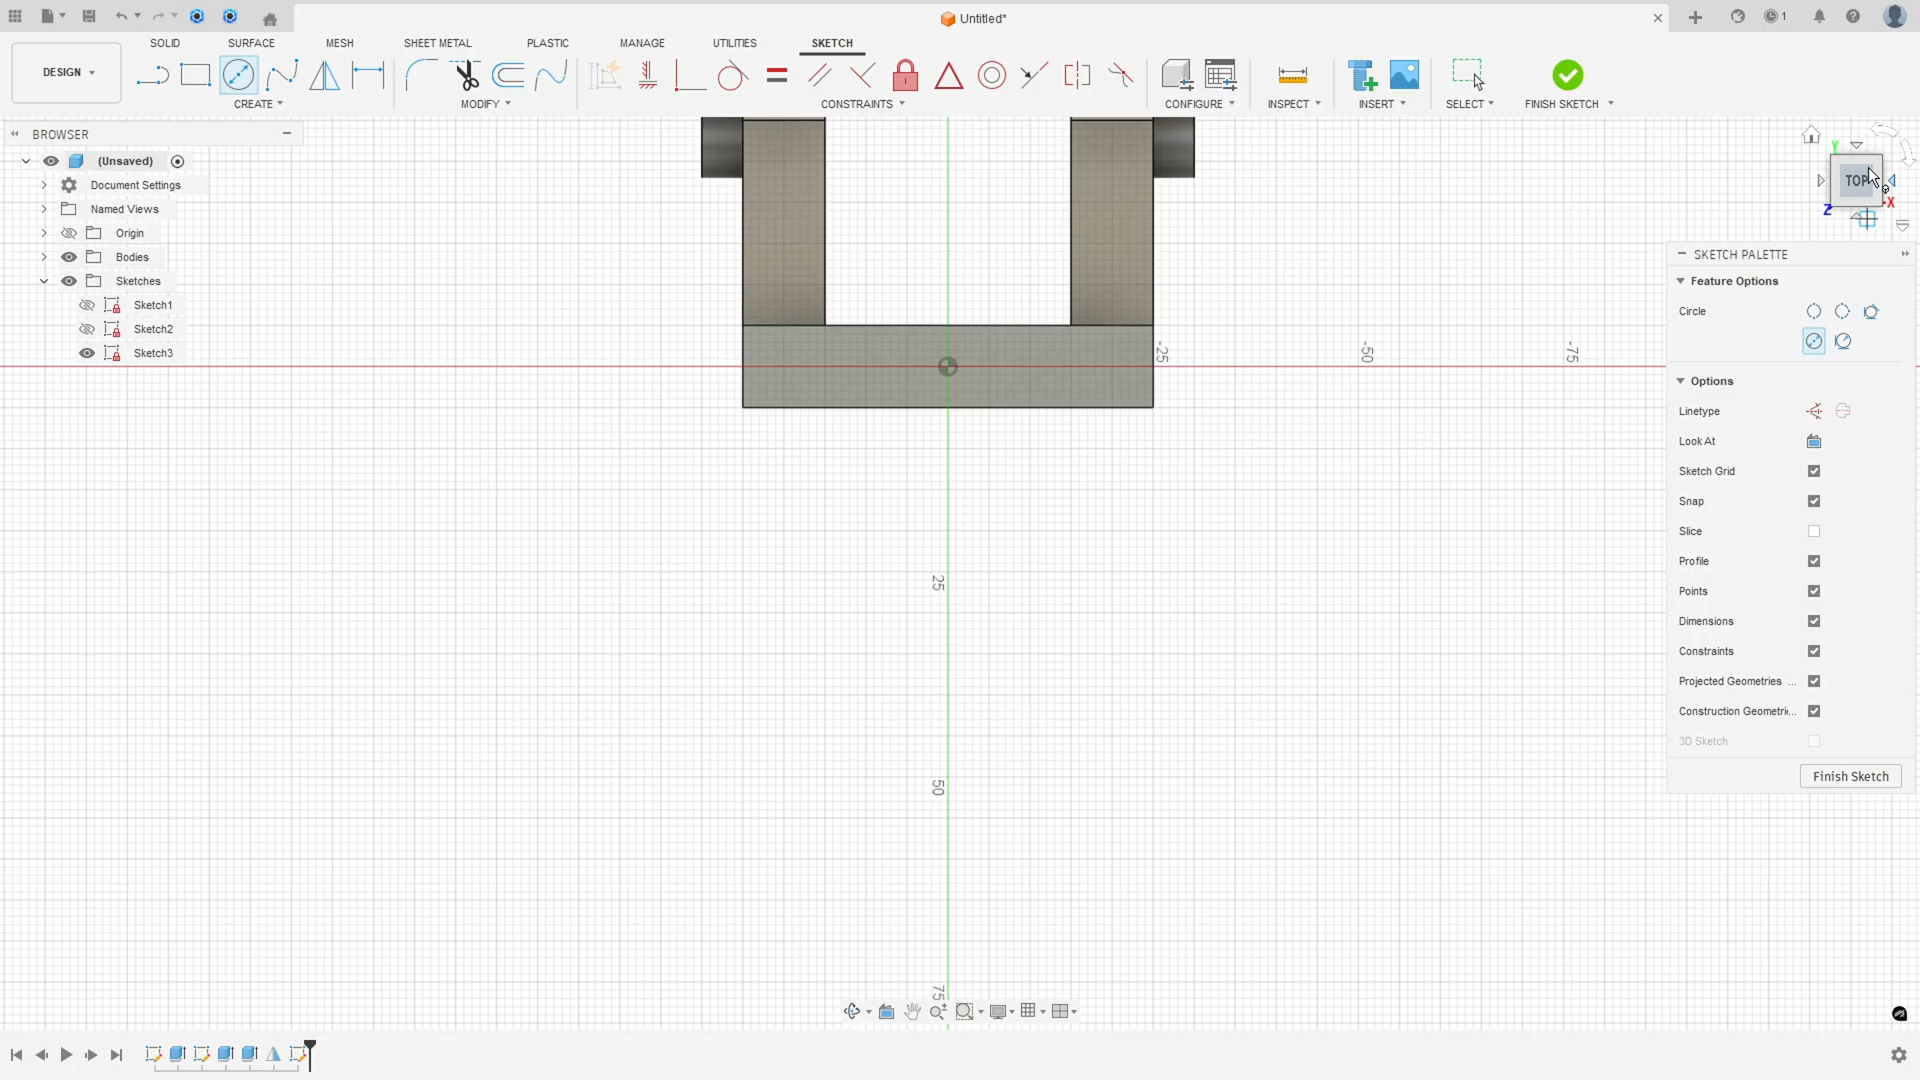 Untitled*
1
DESIGN
SOLID
SURFACE
MESH
SHEET METAL
PLASTIC
MANAGE
UTILITIES
SKETCH
CREATE
MODIFY
CONSTRAINTS
CONFIGURE
INSPECT
INSERT
SELECT
FINISH SKETCH
BROWSER
(Unsaved)
Document Settings
Named Views
Origin
Bodies
Sketches
Sketch1
Sketch2
Sketch3
-25
-50
-75
25
50
75
Y
TOP
-X
Z
SKETCH PALETTE
Feature Options
Circle
Options
Linetype
Look At
Sketch Grid
Snap
Slice
Profile
Points
Dimensions
Constraints
Projected Geometries ...
Construction Geometri...
3D Sketch
Finish Sketch